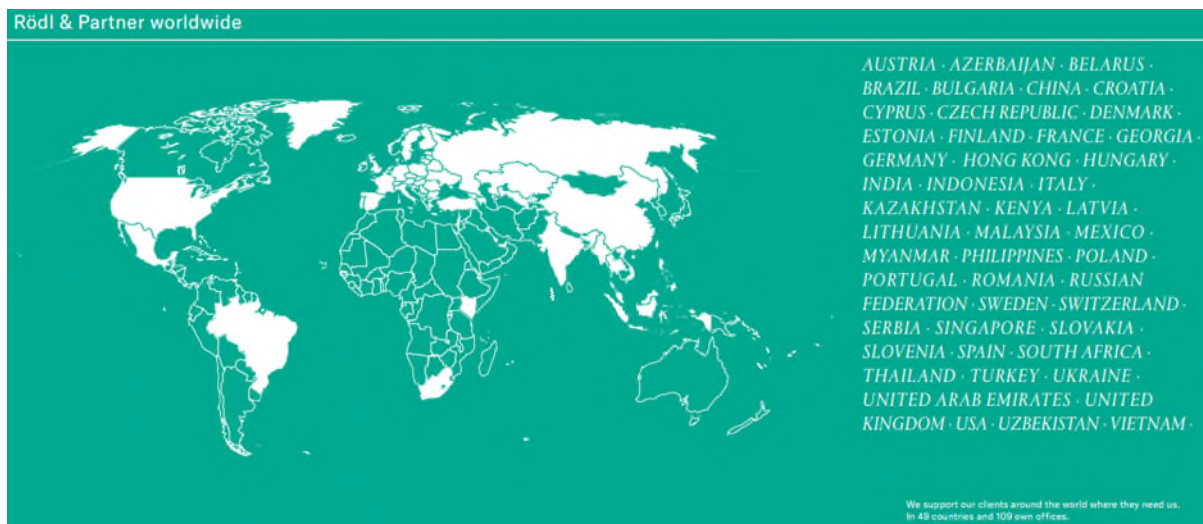 Rödl & Partner worldwide
AUSTRIA · AZERBAIJAN · BELARUS ·
BRAZIL · BULGARIA · CHINA · CROATIA ·
CYPRUS · CZECH REPUBLIC · DENMARK ·
ESTONIA · FINLAND · FRANCE · GEORGIA ·
GERMANY · HONG KONG · HUNGARY ·
INDIA · INDONESIA · ITALY ·
KAZAKHSTAN · KENYA · LATVIA ·
LITHUANIA · MALAYSIA · MEXICO ·
MYANMAR · PHILIPPINES · POLAND ·
PORTUGAL · ROMANIA · RUSSIAN
FEDERATION · SWEDEN · SWITZERLAND ·
SERBIA · SINGAPORE · SLOVAKIA ·
SLOVENIA · SPAIN · SOUTH AFRICA ·
THAILAND · TURKEY · UKRAINE ·
UNITED ARAB EMIRATES · UNITED
KINGDOM · USA · UZBEKISTAN · VIETNAM ·
We support our clients around the world where they need us.
In 49 countries and 109 own offices.